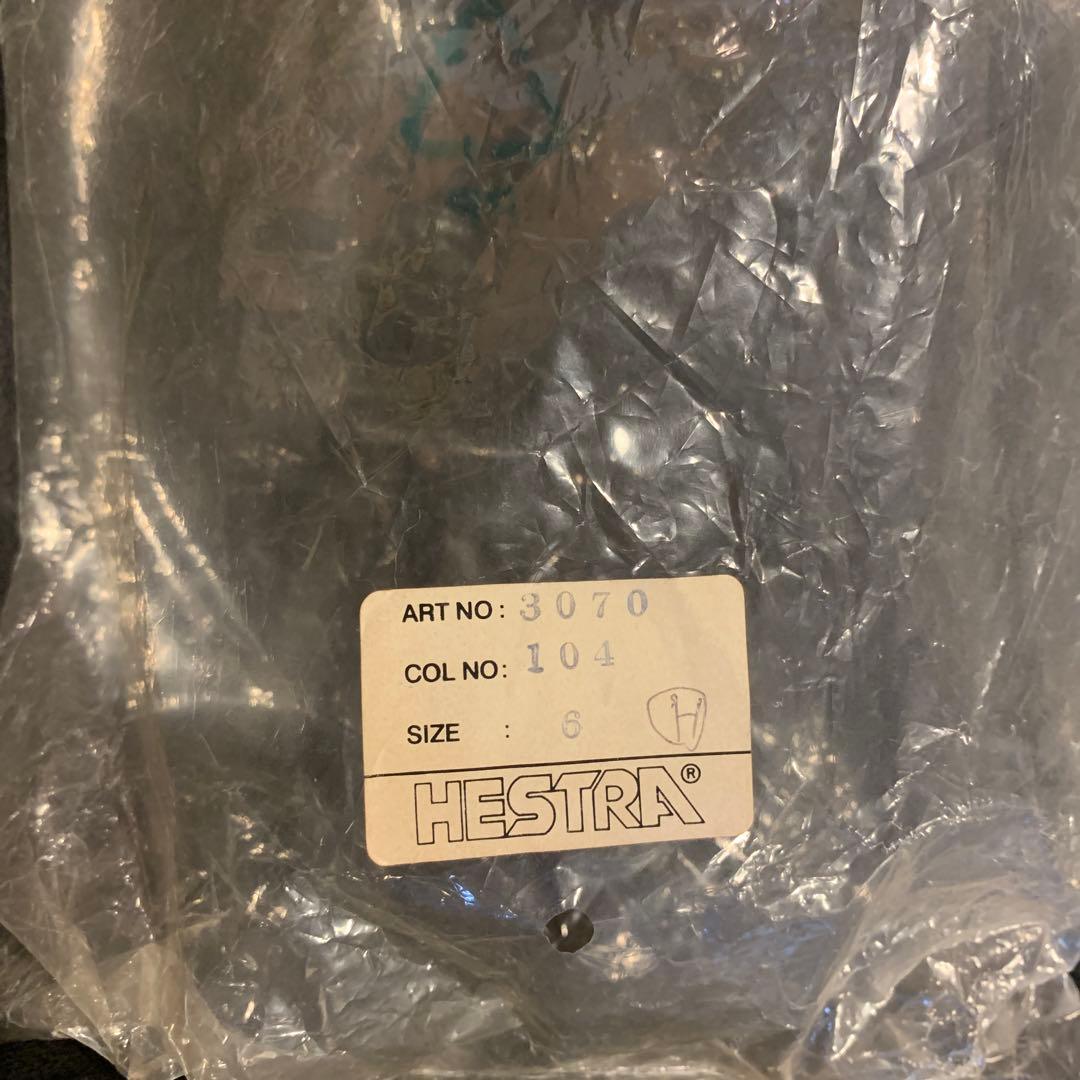 ART NO: 3070
COL NO: 104
SIZE : 6 H
HESTRA®